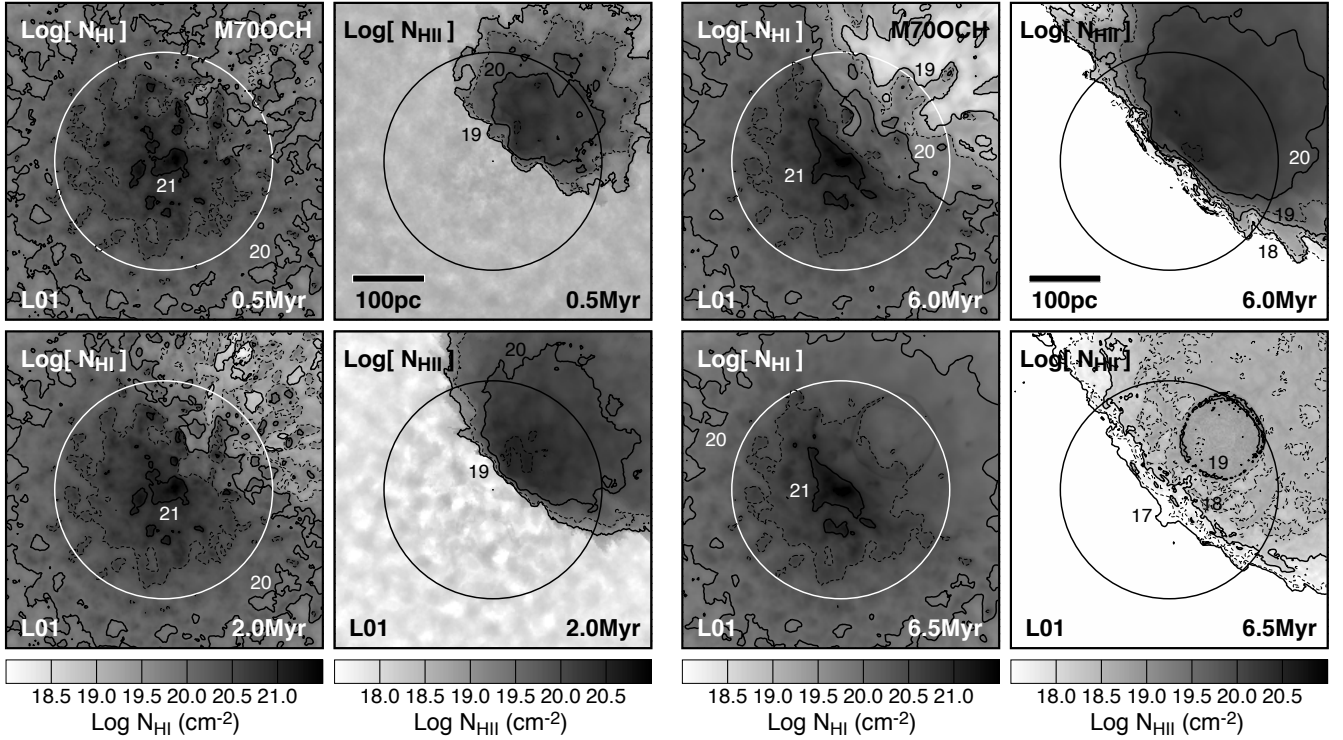 Log[ N_HI ] M70OCH
21
20
L01 0.5Myr
Log[ N_HII ]
20
19
100pc
0.5Myr
Log[ N_HI ] M70OCH
19
20
21
L01 6.0Myr
Log[ N_HII ]
20
19
18
100pc
6.0Myr
Log[ N_HI ]
21
20
L01 2.0Myr
Log[ N_HII ]
20
19
L01 2.0Myr
Log[ N_HI ]
20
21
L01 6.5Myr
Log[ N_HII ]
19
18
17
L01 6.5Myr
18.5 19.0 19.5 20.0 20.5 21.0
Log N_HI (cm-2)
18.0 18.5 19.0 19.5 20.0 20.5
Log N_HII (cm-2)
18.5 19.0 19.5 20.0 20.5 21.0
Log N_HI (cm-2)
18.0 18.5 19.0 19.5 20.0 20.5
Log N_HII (cm-2)